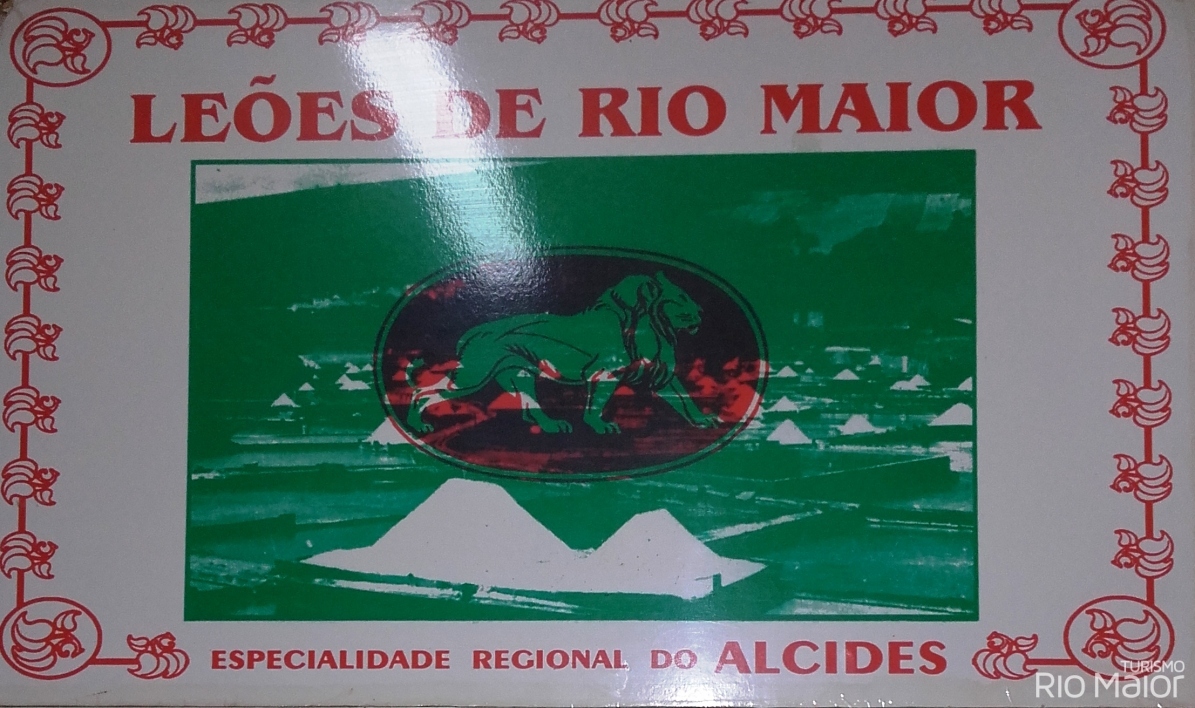 LEÕES DE RIO MAIOR
ESPECIALIDADE REGIONAL DO ALCIDES
TURISMO
RIO MAIOR